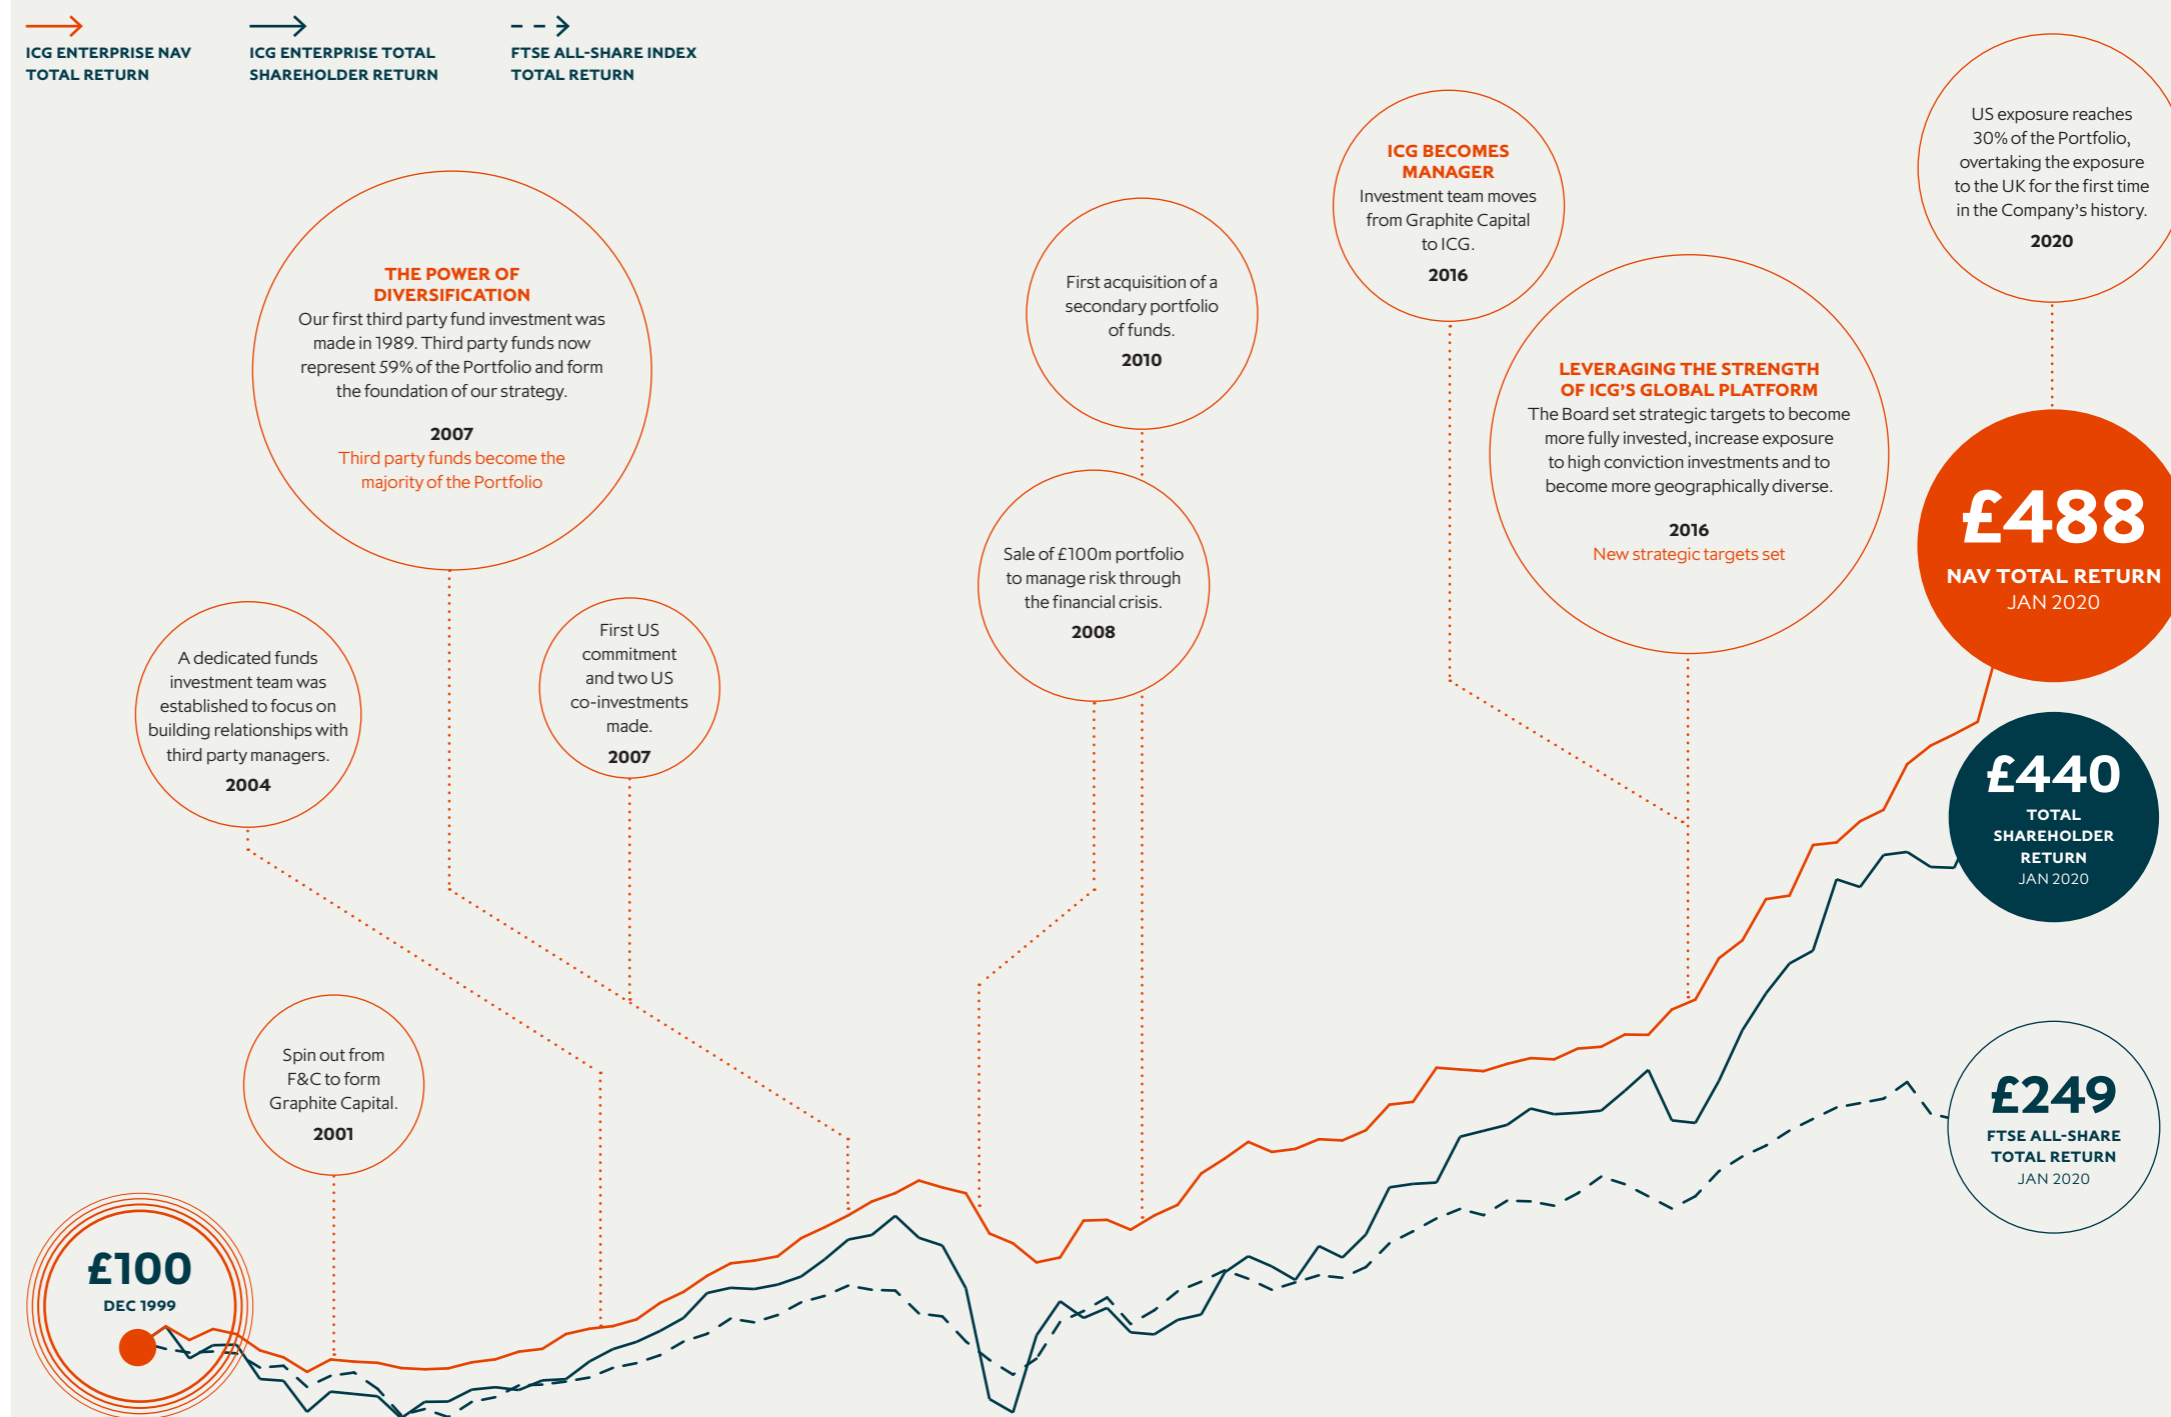 ICG ENTERPRISE NAV
TOTAL RETURN
ICG ENTERPRISE TOTAL
SHAREHOLDER RETURN
FTSE ALL-SHARE INDEX
TOTAL RETURN
THE POWER OF
DIVERSIFICATION
Our first third party fund investment was
made in 1989. Third party funds now
represent 59% of the Portfolio and form
the foundation of our strategy.
2007
Third party funds become the
majority of the Portfolio
A dedicated funds
investment team was
established to focus on
building relationships with
third party managers.
2004
First US
commitment
and two US
co-investments
made.
2007
Spin out from
F&C to form
Graphite Capital.
2001
£100
DEC 1999
First acquisition of a
secondary portfolio
of funds.
2010
Sale of £100m portfolio
to manage risk through
the financial crisis.
2008
ICG BECOMES
MANAGER
Investment team moves
from Graphite Capital
to ICG.
2016
LEVERAGING THE STRENGTH
OF ICG'S GLOBAL PLATFORM
The Board set strategic targets to become
more fully invested, increase exposure
to high conviction investments and to
become more geographically diverse.
2016
New strategic targets set
US exposure reaches
30% of the Portfolio,
overtaking the exposure
to the UK for the first time
in the Company's history.
2020
£488
NAV TOTAL RETURN
JAN 2020
£440
TOTAL
SHAREHOLDER
RETURN
JAN 2020
£249
FTSE ALL-SHARE
TOTAL RETURN
JAN 2020